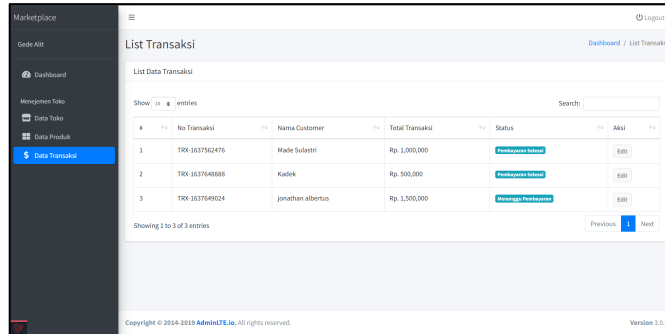 Marketplace
Logout
Gede Alit
List Transaksi
Dashboard / List Transaksi
Dashboard
List Data Transaksi
Menejemen Toko
Data Toko
Data Produk
Data Transaksi
Show 10 entries
Search:
# No Transaksi Nama Customer Total Transaksi Status Aksi
1 TRX-1637562476 Made Sulastri Rp. 1,000,000 Pembayaran Selesai Edit
2 TRX-1637648888 Kadek Rp. 500,000 Pembayaran Selesai Edit
3 TRX-1637649024 jonathan albertus Rp. 1,500,000 Menunggu Pembayaran Edit
Showing 1 to 3 of 3 entries
Previous 1 Next
Copyright © 2014-2019 AdminLTE.io. All rights reserved.
Version 3.0.